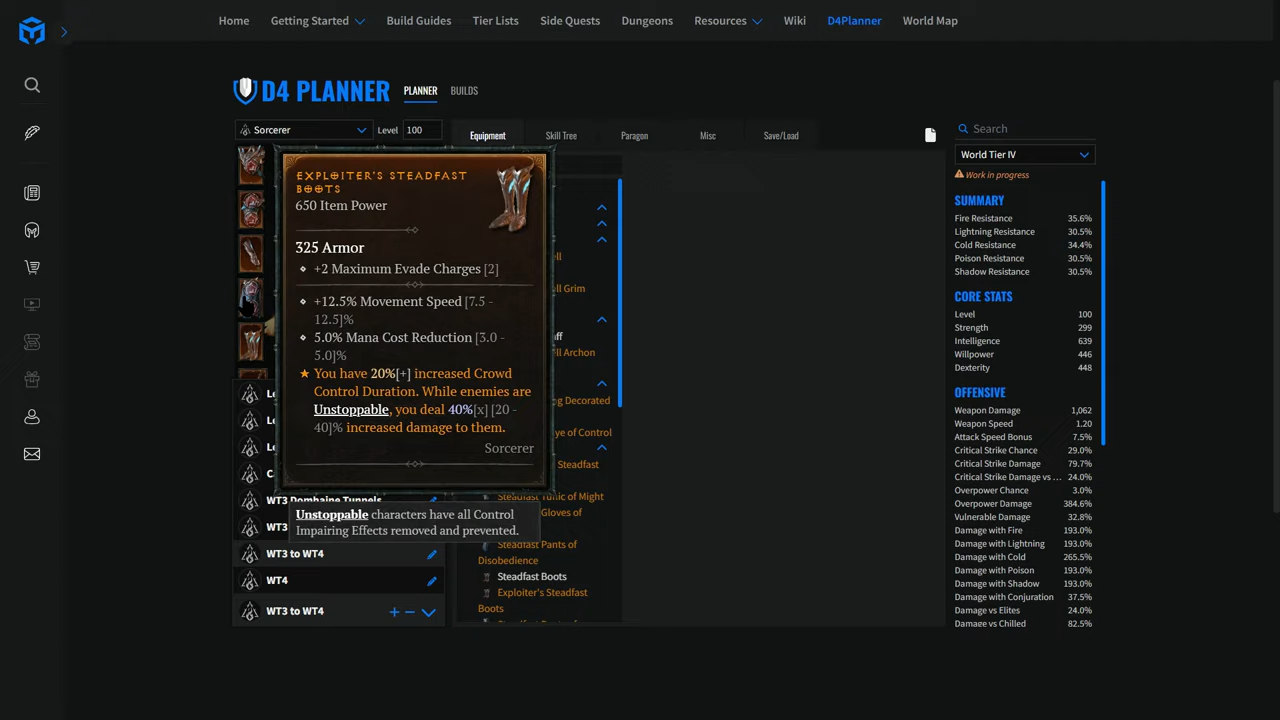 Home
Getting Started
Build Guides
Tier Lists
Side Quests
Dungeons
Resources
Wiki
D4Planner
World Map
D4 PLANNER
PLANNER
BUILDS
Sorcerer
Level
100
Equipment
Skill Tree
Paragon
Misc
Save/Load
Search
World Tier IV
Work in progress
EXPLOITER'S STEADFAST
BOOTS
650 Item Power
325 Armor
+2 Maximum Evade Charges [2]
+12.5% Movement Speed [7.5 -
12.5]%
5.0% Mana Cost Reduction [3.0 -
5.0]%
You have 20%[+] increased Crowd
Control Duration. While enemies are
Unstoppable, you deal 40%[x] [20 -
40]% increased damage to them.
Sorcerer
Unstoppable characters have all Control
Impairing Effects removed and prevented.
WT3 Domhaine Tunnels
WT3
WT3 to WT4
WT4
WT3 to WT4
Grim
Archon
Decorated
of Control
Steadfast
Steadfast Tunic of Might
Gloves of
Steadfast Pants of
Disobedience
Steadfast Boots
Exploiter's Steadfast
Boots
SUMMARY
Fire Resistance 35.6%
Lightning Resistance 30.5%
Cold Resistance 34.4%
Poison Resistance 30.5%
Shadow Resistance 30.5%
CORE STATS
Level 100
Strength 299
Intelligence 639
Willpower 446
Dexterity 448
OFFENSIVE
Weapon Damage 1,062
Weapon Speed 1.20
Attack Speed Bonus 7.5%
Critical Strike Chance 29.0%
Critical Strike Damage 79.7%
Critical Strike Damage vs ... 24.0%
Overpower Chance 3.0%
Overpower Damage 384.6%
Vulnerable Damage 32.8%
Damage with Fire 193.0%
Damage with Lightning 193.0%
Damage with Cold 265.5%
Damage with Poison 193.0%
Damage with Shadow 193.0%
Damage with Conjuration 37.5%
Damage vs Elites 24.0%
Damage vs Chilled 82.5%